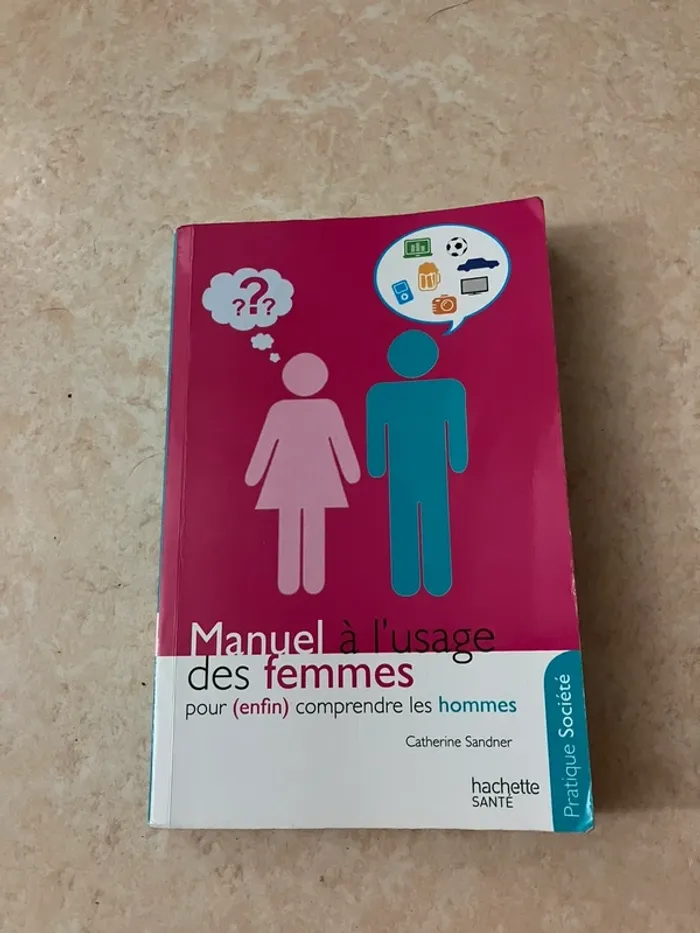 ???
Manuel à l'usage
des femmes
pour (enfin) comprendre les hommes
Catherine Sandner
hachette
SANTÉ
Pratique Société